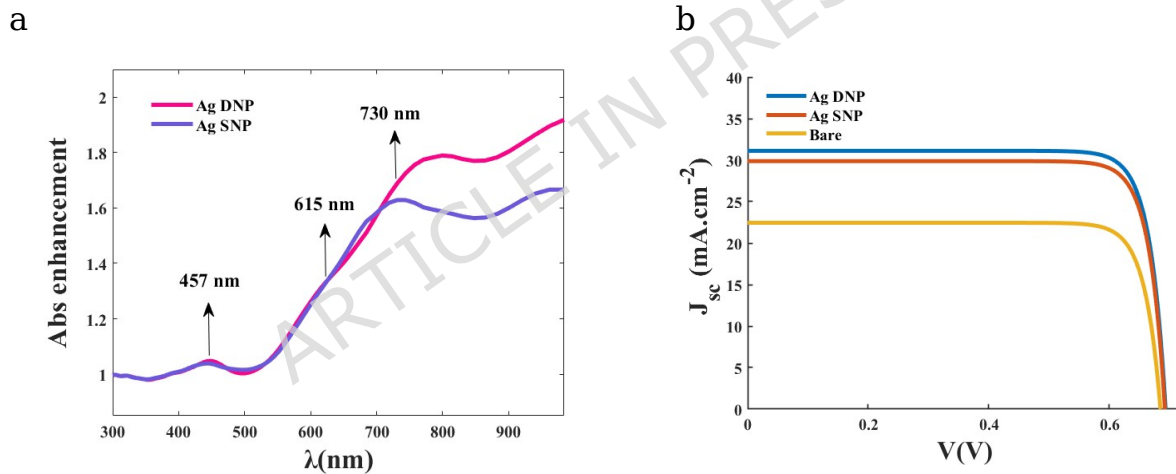 a
Abs enhancement
2
1.8
1.6
1.4
1.2
1
300
400
500
600
700
800
900
λ(nm)
Ag DNP
Ag SNP
457 nm
615 nm
730 nm
b
J_sc (mA.cm⁻²)
40
35
30
25
20
15
10
5
0
0
0.2
0.4
0.6
V(V)
Ag DNP
Ag SNP
Bare
ARTICLE IN PRES